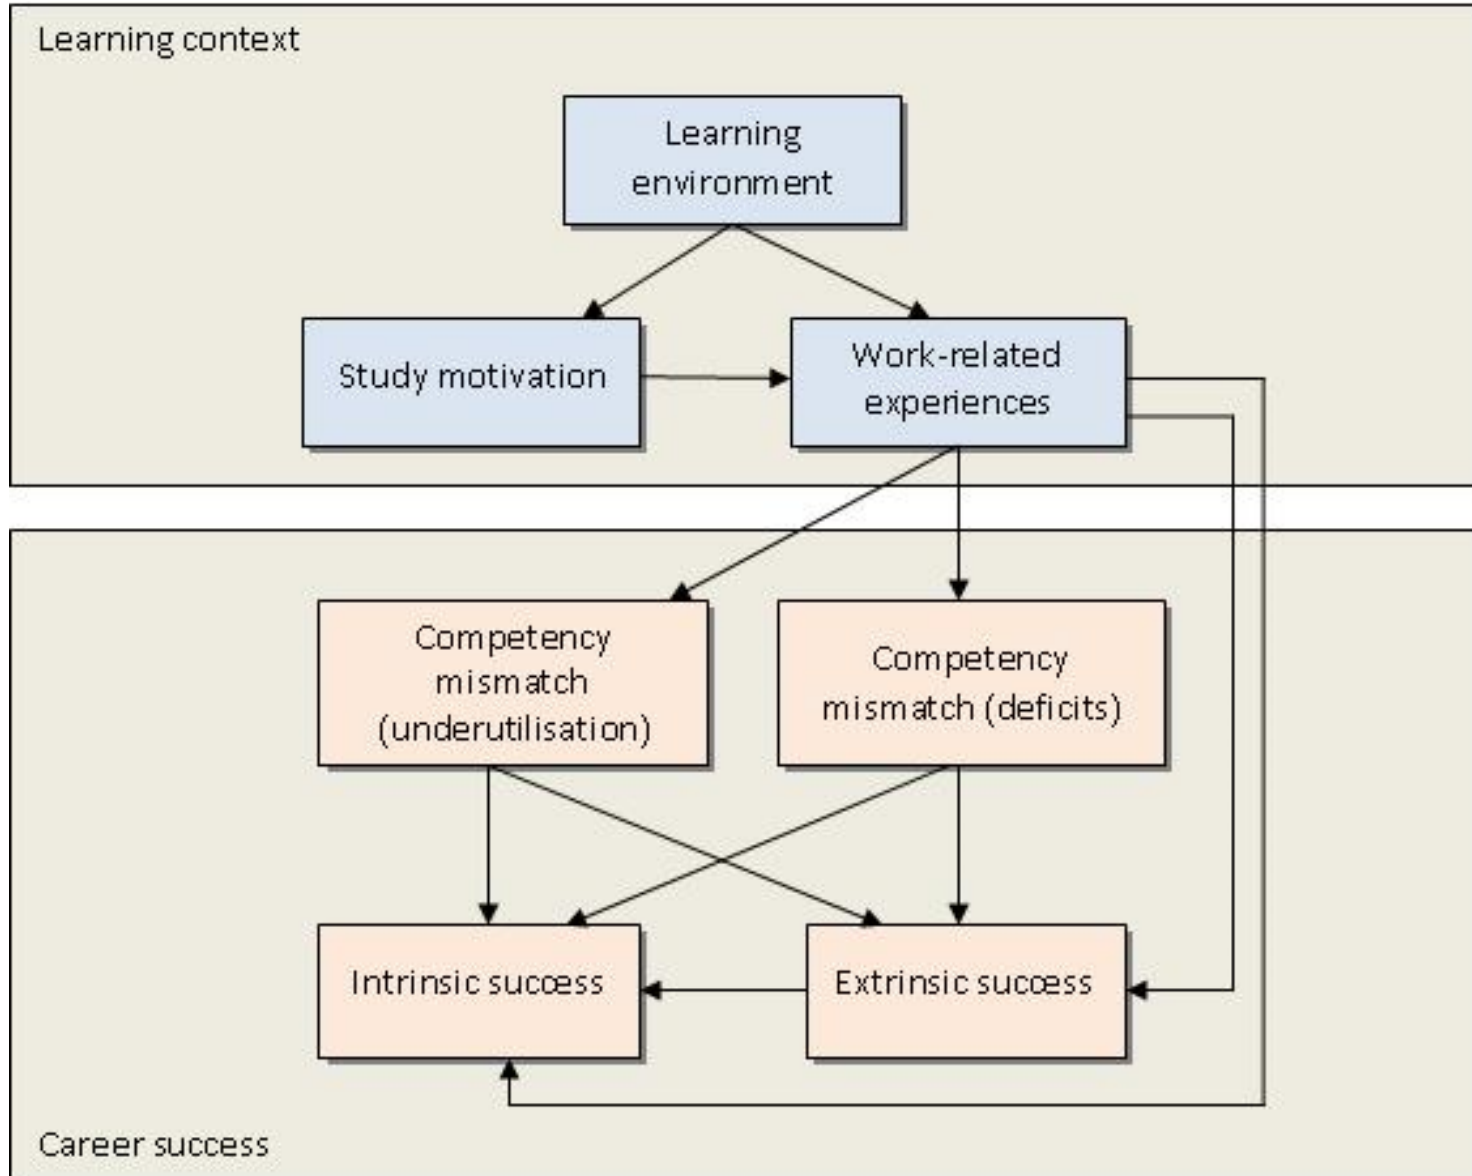 Learning context
Learning
environment
Study motivation
Work-related
experiences
Competency
mismatch
(underutilisation)
Competency
mismatch (deficits)
Intrinsic success
Extrinsic success
Career success